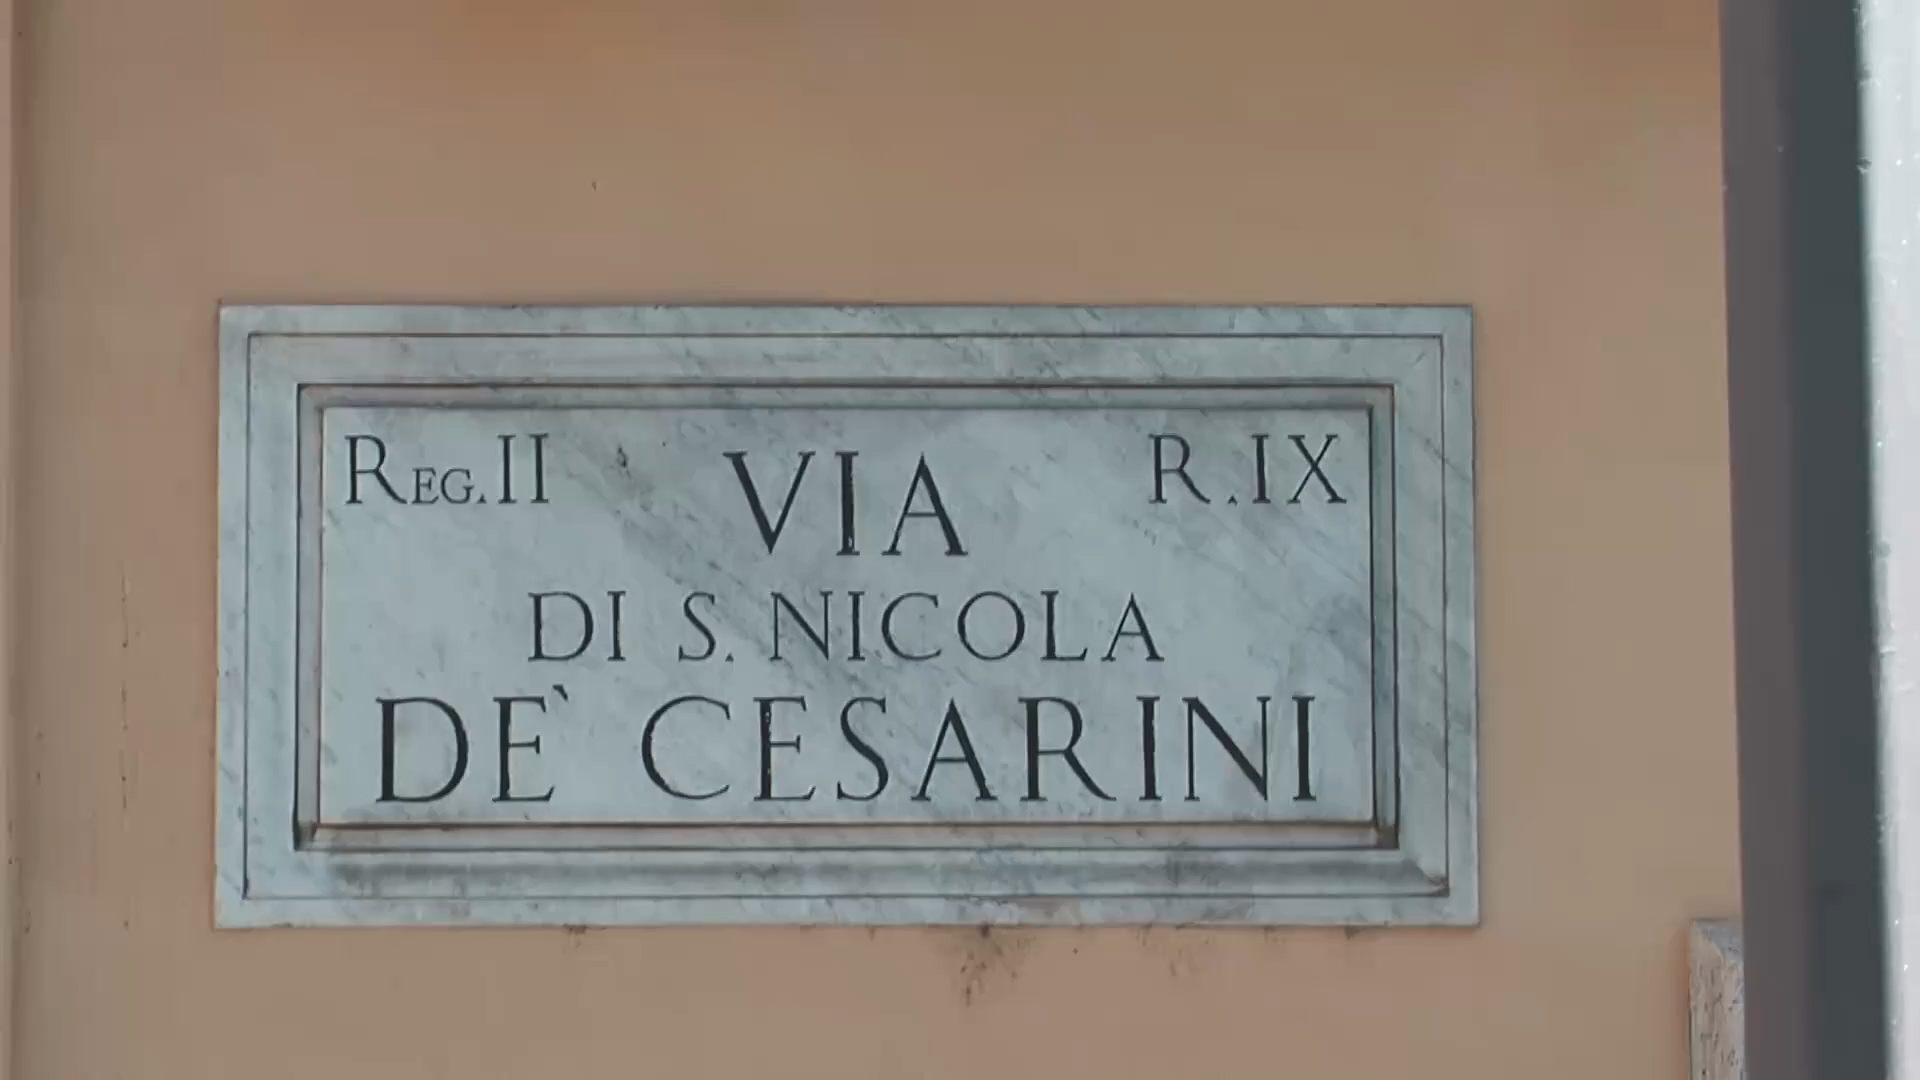 REG. II R. IX
VIA
DI S. NICOLA
DE` CESARINI